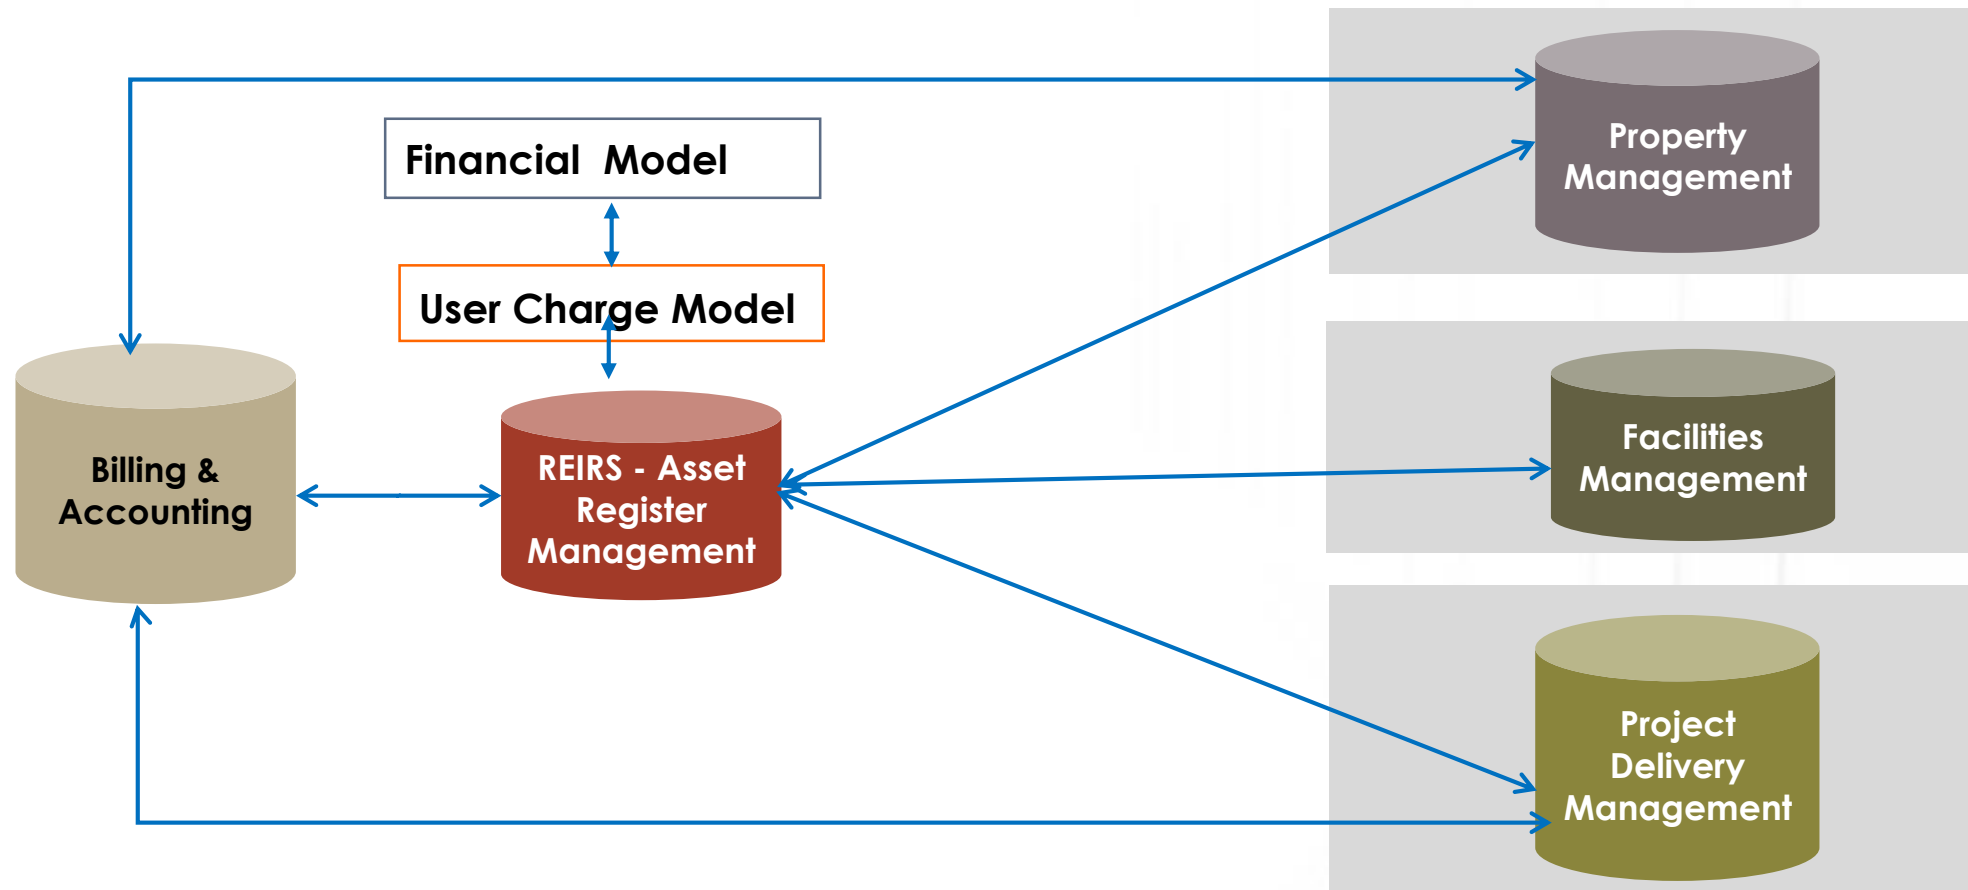 Property
Management
Financial  Model
User Charge Model
Billing &
Accounting
REIRS - Asset
Register
Management
Facilities
Management
Project
Delivery
Management